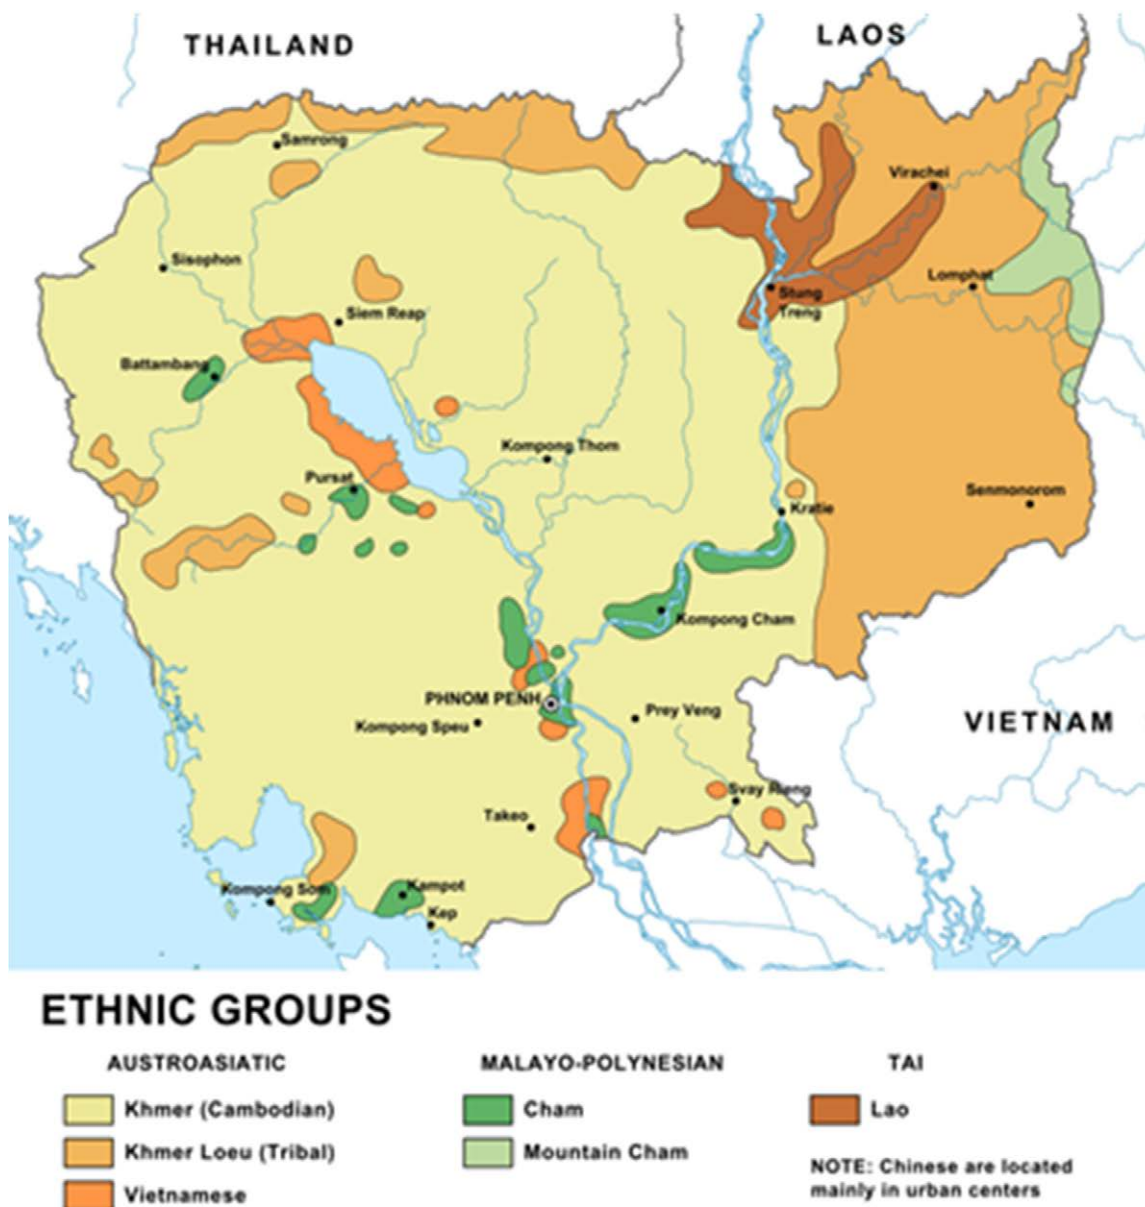 THAILAND
LAOS
Samrong
Virachei
Sisophon
Lomphat
Stung
Treng
Siem Reap
Battambang
Kompong Thom
Pursat
Senmonorom
Kratie
Kompong Cham
PHNOM PENH
Prey Veng
Kompong Speu
VIETNAM
Svay Rieng
Takeo
Kompong Som
Kampot
Kep
ETHNIC GROUPS
AUSTROASIATIC
Khmer (Cambodian)
Khmer Loeu (Tribal)
Vietnamese
MALAYO-POLYNESIAN
Cham
Mountain Cham
TAI
Lao
NOTE: Chinese are located
mainly in urban centers